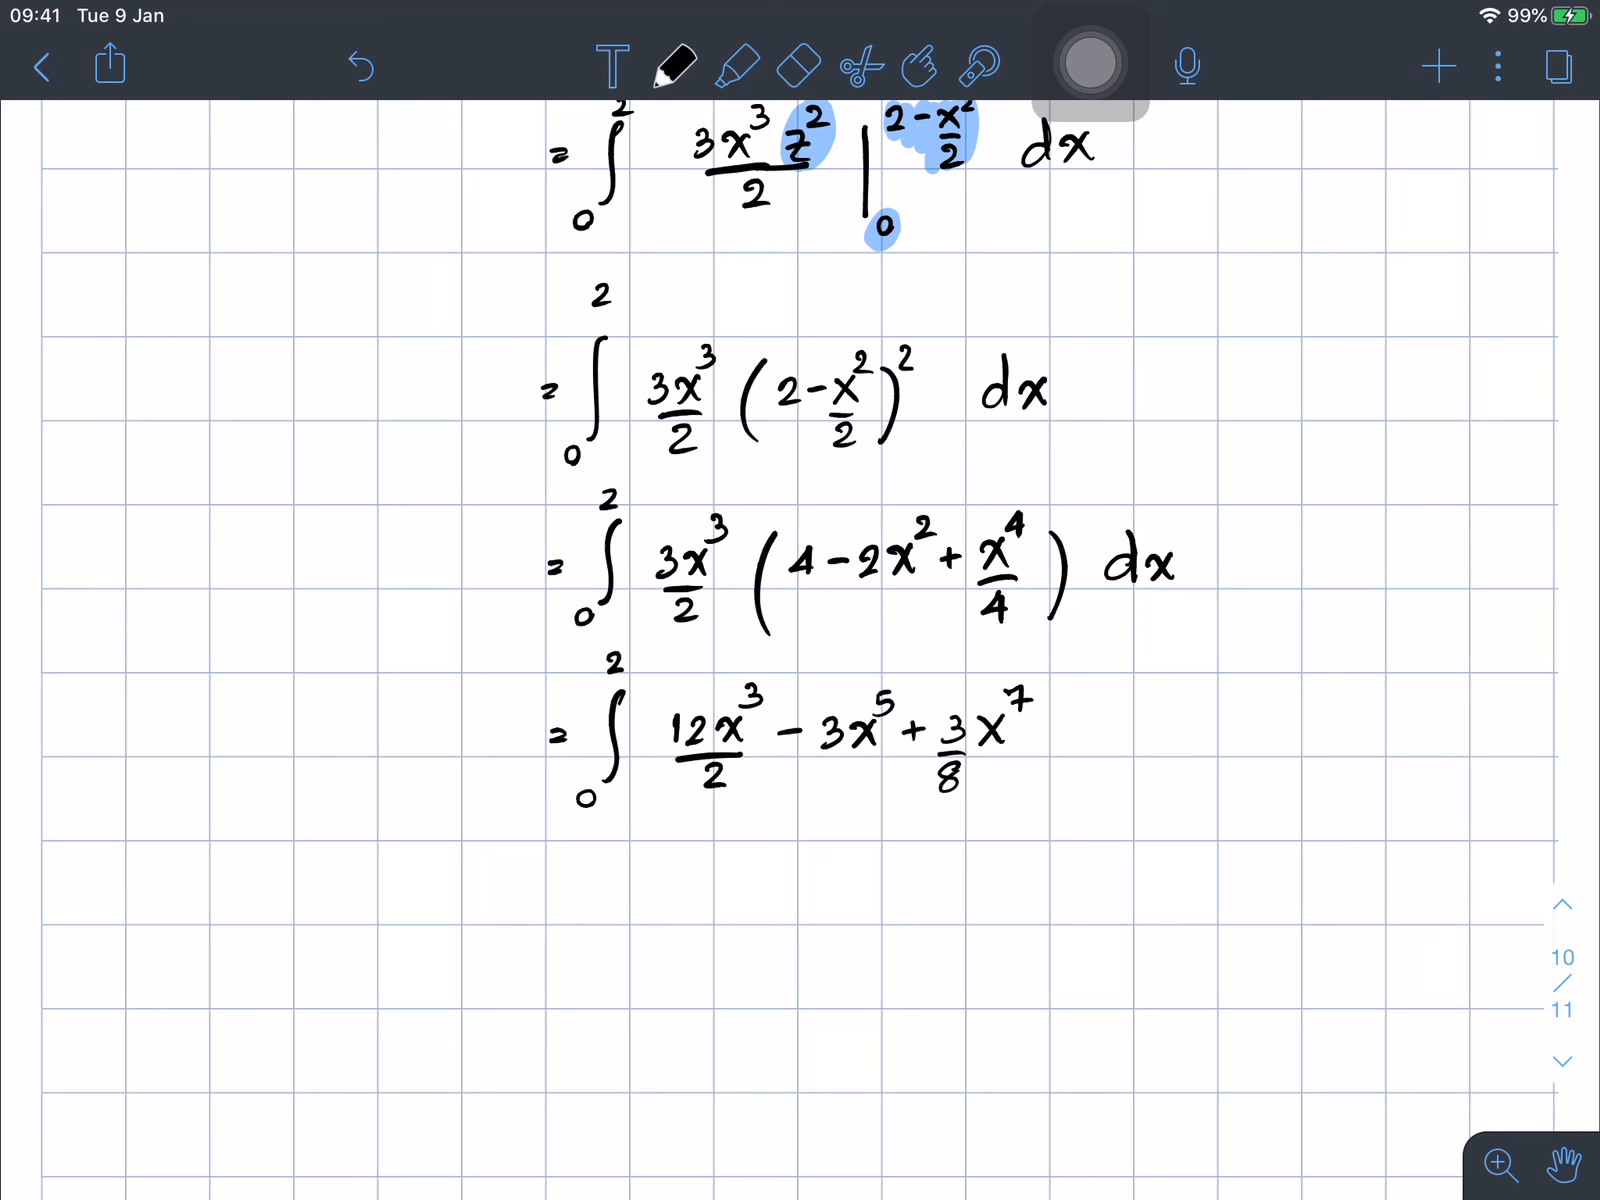 09:41 Tue 9 Jan 99%
T
= ∫₀² 3x³z²/2 |₀^(2-x²/2) dx
= ∫₀² 3x³/2 (2-x²/2)² dx
= ∫₀² 3x³/2 (4-2x²+x⁴/4) dx
= ∫₀² 12x³/2 - 3x⁵ + 3/8 x⁷
10
/
11